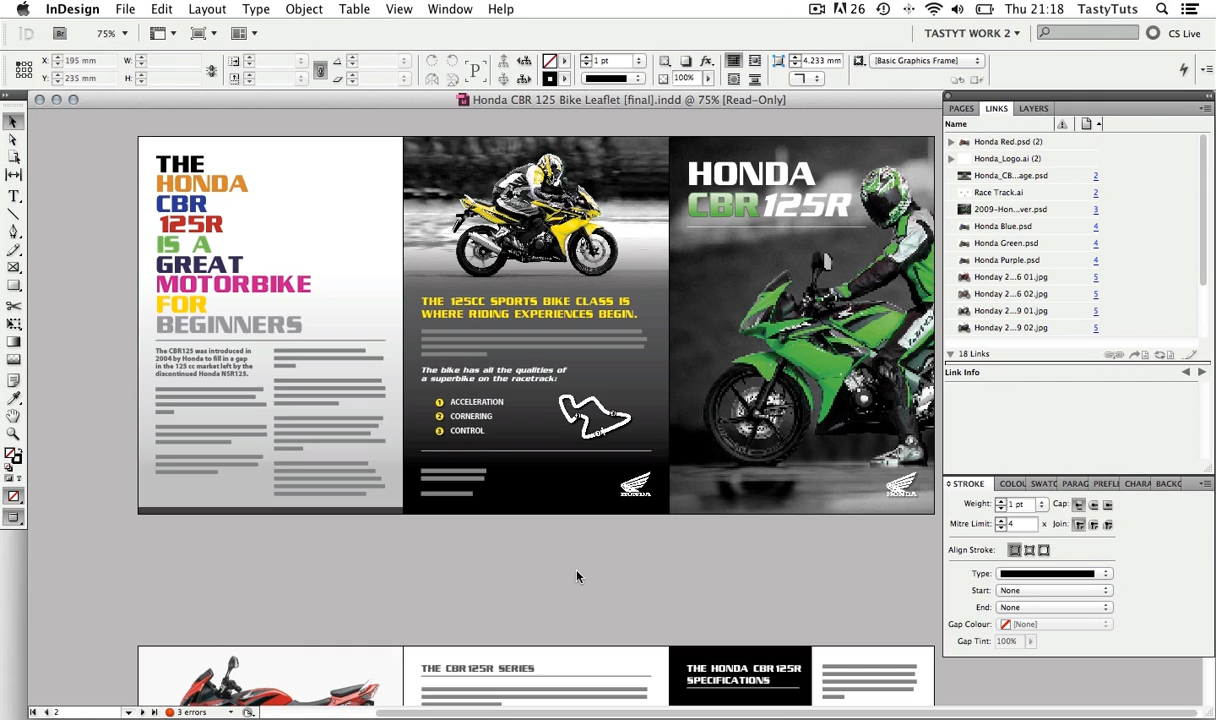 InDesign File Edit Layout Type Object Table View Window Help
26
Thu 21:18 TastyTuts
Br 75%
TASTYT WORK 2
CS Live
X: 195 mm W: 1 pt 4.233 mm [Basic Graphics Frame]
Y: 235 mm H: 100%
Honda CBR 125 Bike Leaflet [final].indd @ 75% [Read-Only]
THE
HONDA
CBR
125R
IS A
GREAT
MOTORBIKE
FOR
BEGINNERS
The CBR125 was introduced in
2004 by Honda to fill in a gap
in the 125 cc market left by the
discontinued Honda NSR125.
THE 125CC SPORTS BIKE CLASS IS
WHERE RIDING EXPERIENCES BEGIN.
The bike has all the qualities of
a superbike on the racetrack:
1 ACCELERATION
2 CORNERING
3 CONTROL
HONDA
HONDA
CBR125R
HONDA
THE CBR125R SERIES
THE HONDA CBR125R
SPECIFICATIONS
PAGES LINKS LAYERS
Name
Honda Red.psd (2)
Honda_Logo.ai (2)
Honda_CB...age.psd 2
Race Track.ai 2
2009-Hon...ver.psd 3
Honda Blue.psd 4
Honda Green.psd 4
Honda Purple.psd 4
Honday 2...6 01.jpg 5
Honday 2...6 02.jpg 5
Honday 2...9 01.jpg 5
Honday 2...9 02.jpg 5
18 Links
Link Info
STROKE COLOU SWATC PARAG PREFLI CHARA BACKG
Weight: 1 pt Cap:
Mitre Limit: 4 x Join:
Align Stroke:
Type:
Start: None
End: None
Gap Colour: [None]
Gap Tint: 100%
2 3 errors